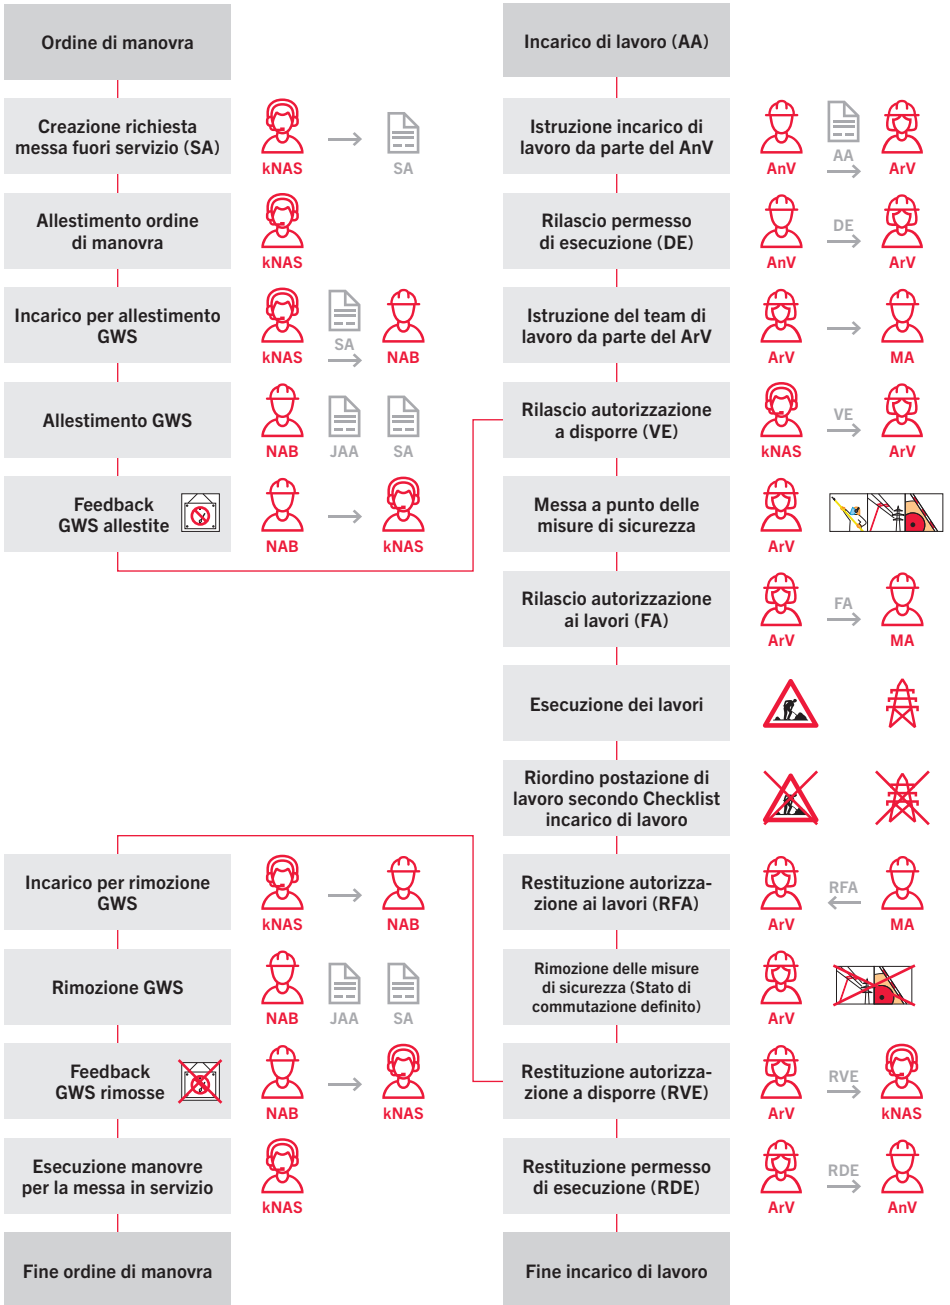 Ordine di manovra
Creazione richiesta
messa fuori servizio (SA)
kNAS
SA
Allestimento ordine
di manovra
kNAS
Incarico per allestimento
GWS
kNAS
SA
NAB
Allestimento GWS
NAB
JAA
SA
Feedback
GWS allestite
NAB
kNAS
Incarico per rimozione
GWS
kNAS
NAB
Rimozione GWS
NAB
JAA
SA
Feedback
GWS rimosse
NAB
kNAS
Esecuzione manovre
per la messa in servizio
kNAS
Fine ordine di manovra
Incarico di lavoro (AA)
Istruzione incarico di
lavoro da parte del AnV
AnV
AA
ArV
Rilascio permesso
di esecuzione (DE)
AnV
DE
ArV
Istruzione del team di
lavoro da parte del ArV
ArV
MA
Rilascio autorizzazione
a disporre (VE)
kNAS
VE
ArV
Messa a punto delle
misure di sicurezza
ArV
Rilascio autorizzazione
ai lavori (FA)
ArV
FA
MA
Esecuzione dei lavori
Riordino postazione di
lavoro secondo Checklist
incarico di lavoro
Restituzione autorizza-
zione ai lavori (RFA)
ArV
RFA
MA
Rimozione delle misure
di sicurezza (Stato di
commutazione definito)
ArV
Restituzione autorizza-
zione a disporre (RVE)
ArV
RVE
kNAS
Restituzione permesso
di esecuzione (RDE)
ArV
RDE
AnV
Fine incarico di lavoro